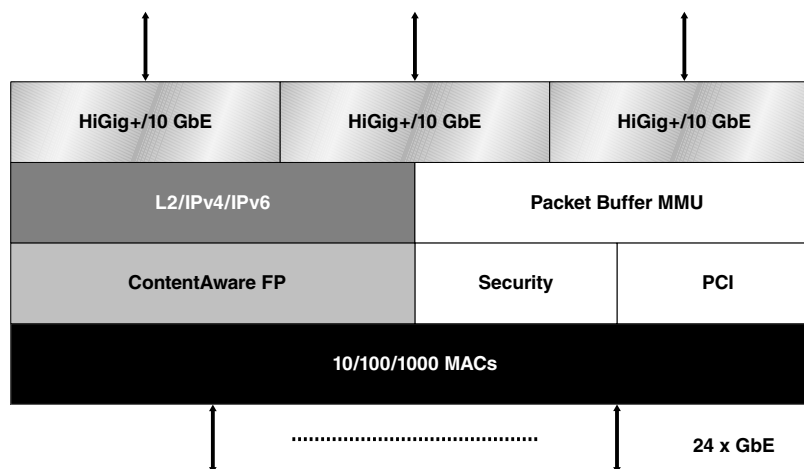 HiGig+/10 GbE
HiGig+/10 GbE
HiGig+/10 GbE
L2/IPv4/IPv6
Packet Buffer MMU
ContentAware FP
Security
PCI
10/100/1000 MACs
24 x GbE